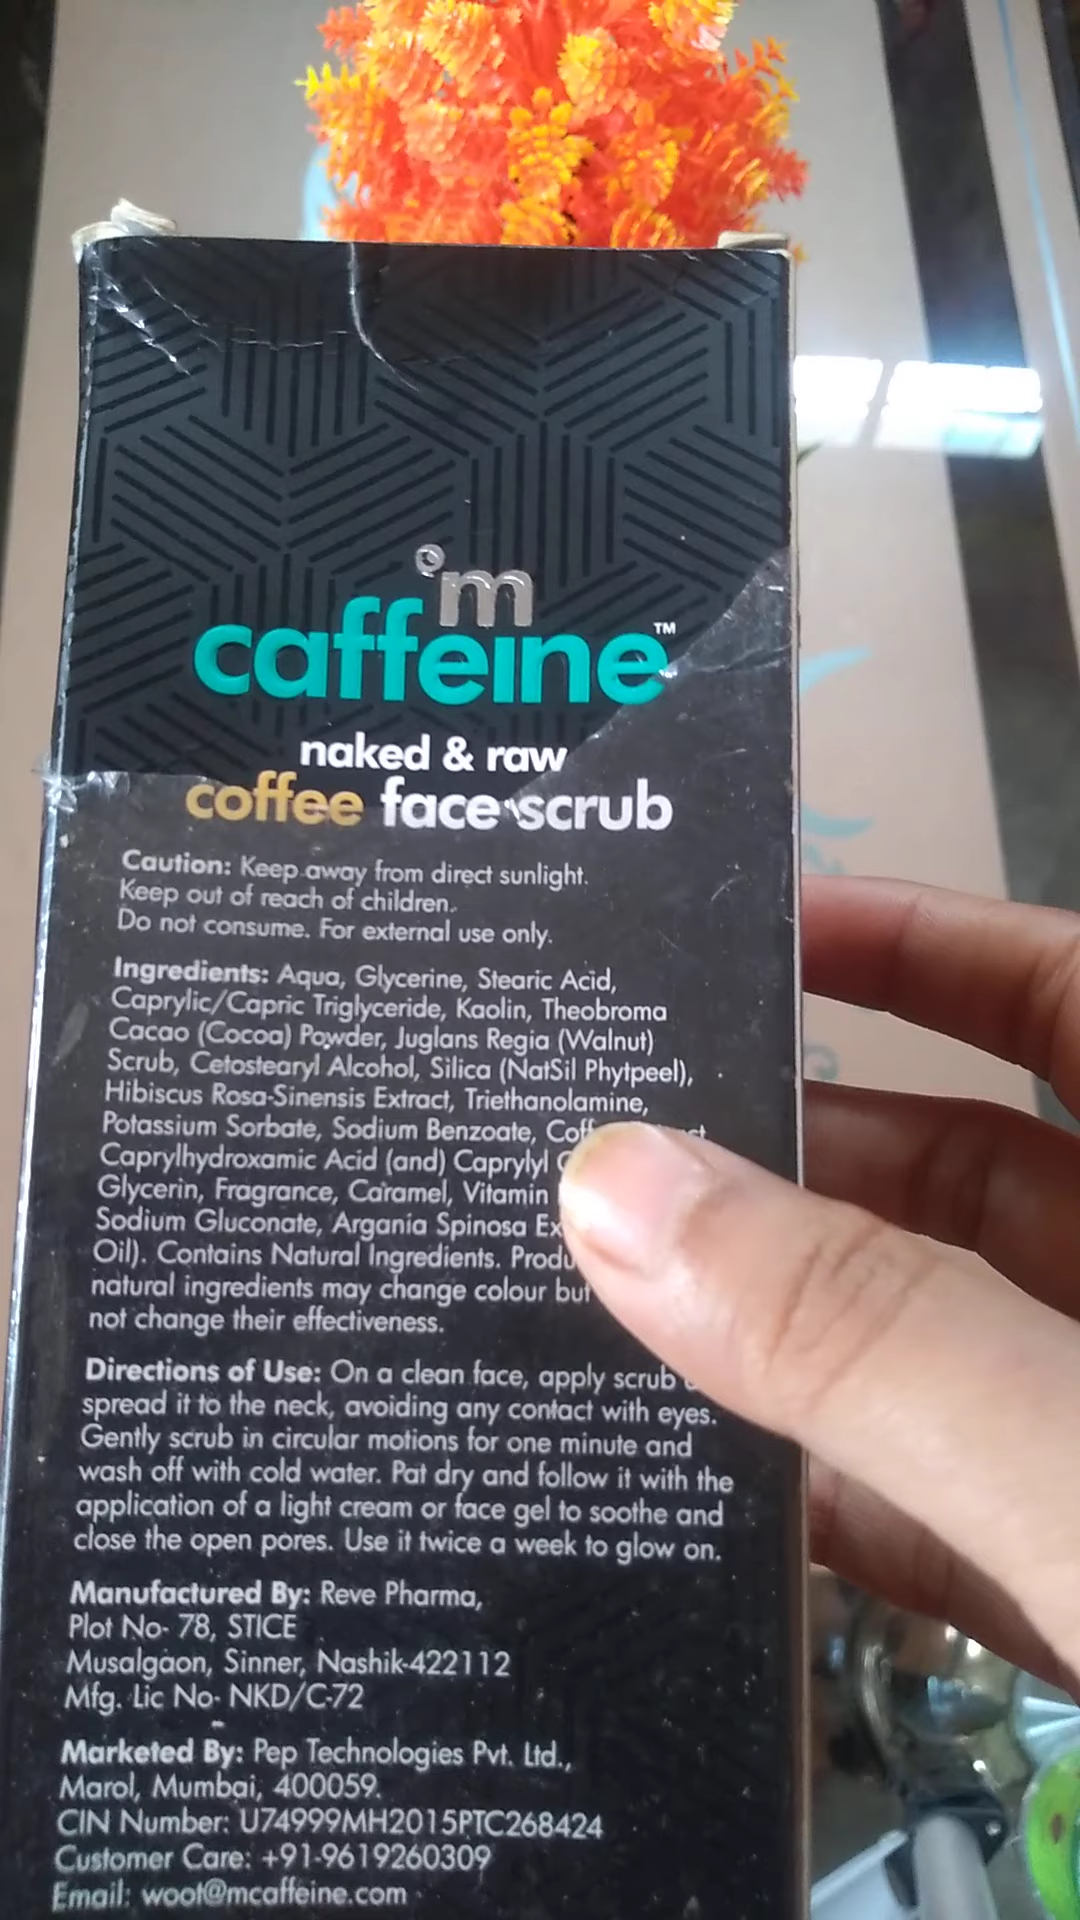 m
caffeine™
naked & raw
coffee face scrub
Caution: Keep away from direct sunlight.
Keep out of reach of children.
Do not consume. For external use only.
Ingredients: Aqua, Glycerine, Stearic Acid,
Caprylic/Capric Triglyceride, Kaolin, Theobroma
Cacao (Cocoa) Powder, Juglans Regia (Walnut)
Scrub, Cetostearyl Alcohol, Silica (NatSil Phytpeel),
Hibiscus Rosa-Sinensis Extract, Triethanolamine,
Potassium Sorbate, Sodium Benzoate,
Caprylhydroxamic Acid (and) Caprylyl
Glycerin, Fragrance, Caramel, Vitamin
Sodium Gluconate, Argania Spinosa
Oil). Contains Natural Ingredients.
natural ingredients may change colour but
not change their effectiveness.
Directions of Use: On a clean face, apply scrub
spread it to the neck, avoiding any contact with eyes.
Gently scrub in circular motions for one minute and
wash off with cold water. Pat dry and follow it with the
application of a light cream or face gel to soothe and
close the open pores. Use it twice a week to glow on.
Manufactured By: Reve Pharma,
Plot No- 78, STICE
Musalgaon, Sinner, Nashik-422112
Mfg. Lic No- NKD/C-72
Marketed By: Pep Technologies Pvt. Ltd.,
Marol, Mumbai, 400059.
CIN Number: U74999MH2015PTC268424
Customer Care: +91-9619260309
Email: woot@mcaffeine.com